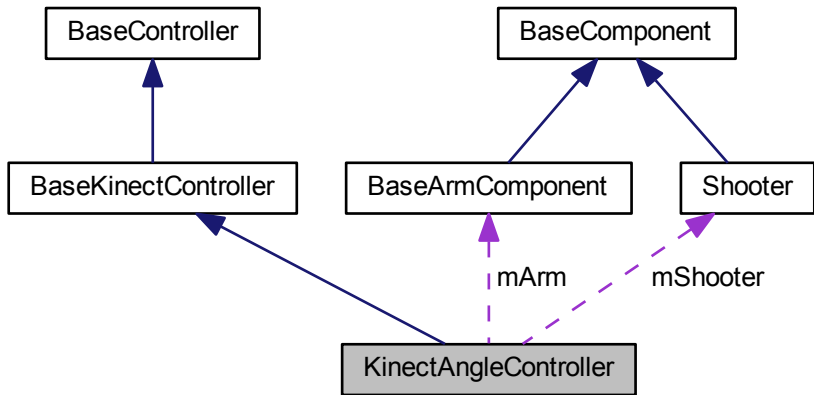 BaseController
BaseComponent
BaseKinectController
BaseArmComponent
Shooter
mArm
mShooter
KinectAngleController